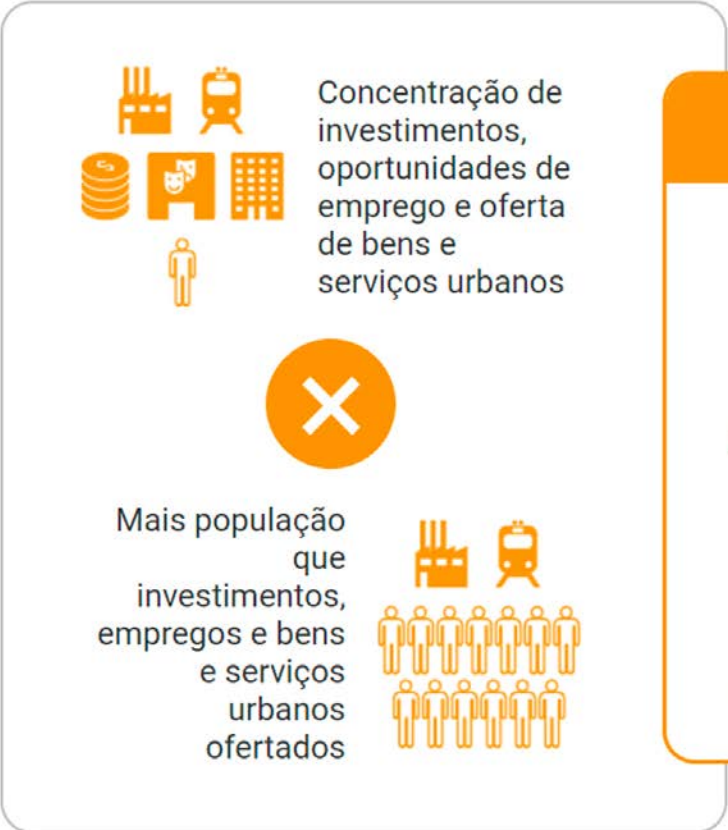 Concentração de
investimentos,
oportunidades de
emprego e oferta
de bens e
serviços urbanos
Mais população
que
investimentos,
empregos e bens
e serviços
urbanos
ofertados